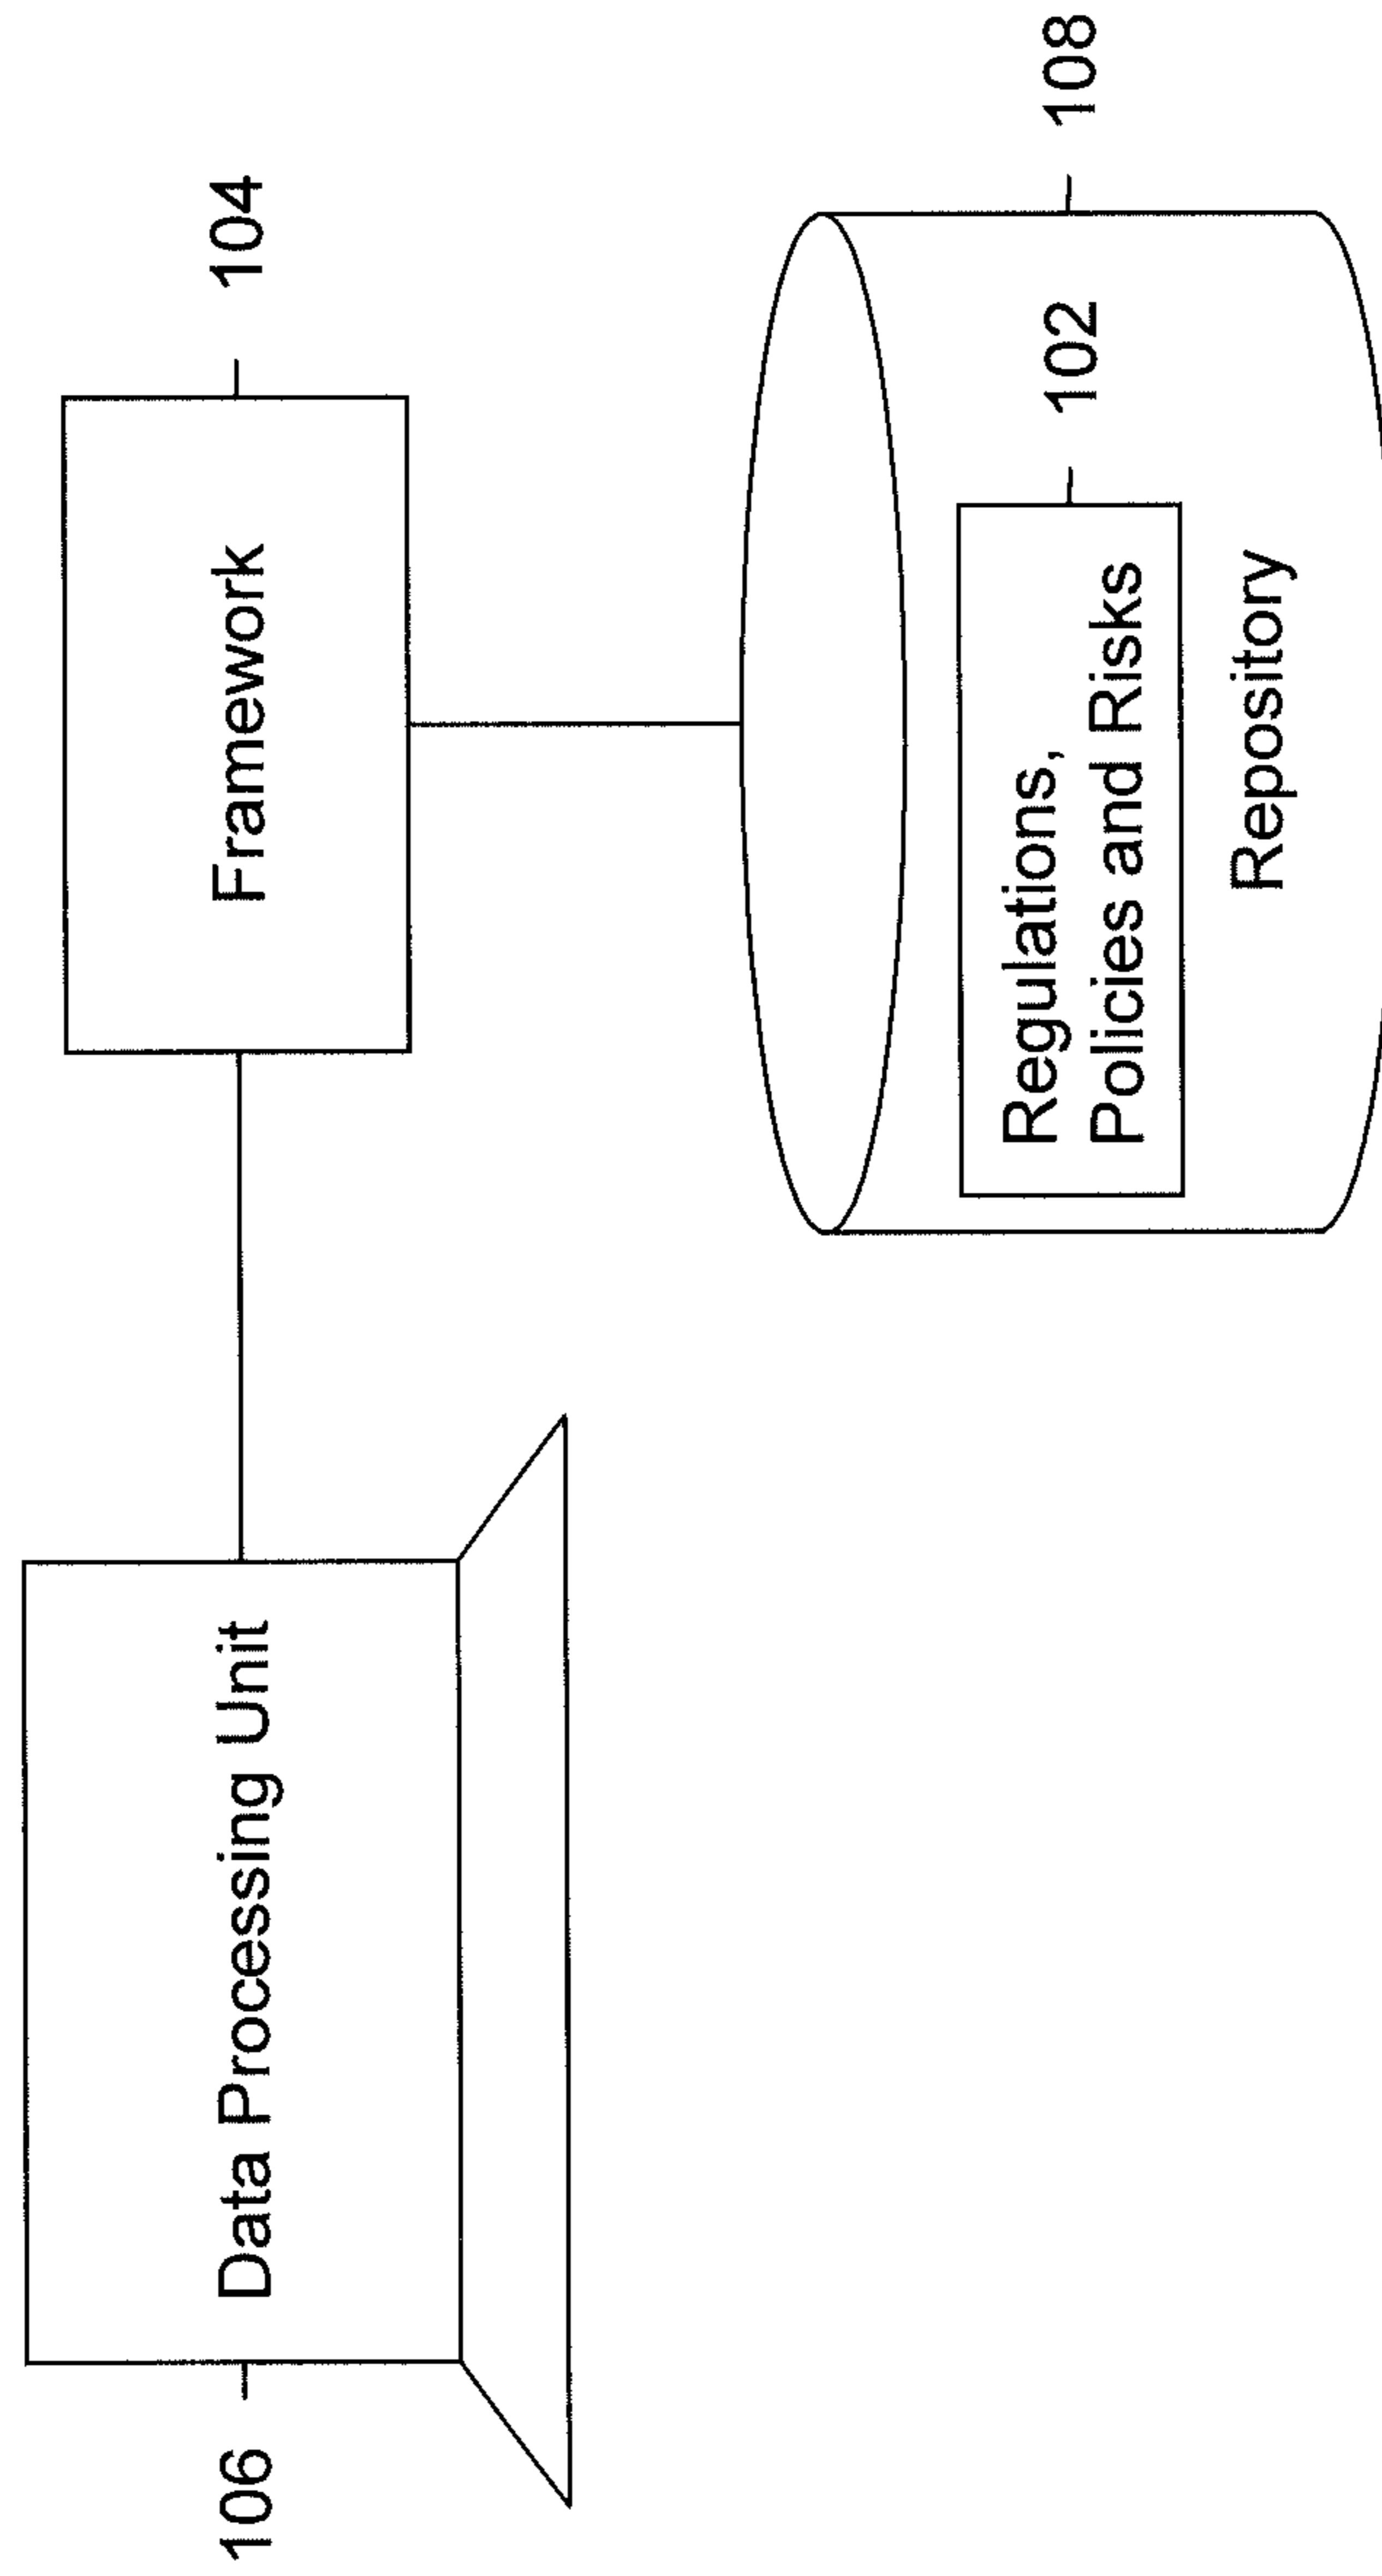 106
Data Processing Unit
Framework
104
Regulations,
Policies and Risks
102
Repository
108